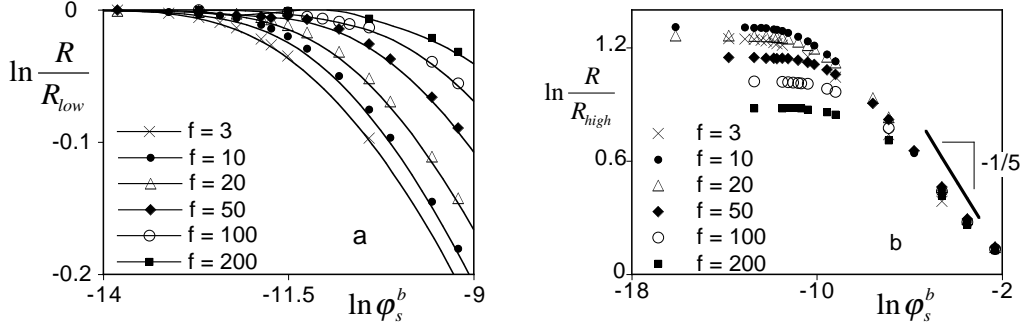 0
-0.1
-0.2
ln R/R_low
f = 3
f = 10
f = 20
f = 50
f = 100
f = 200
a
-14
-11.5
-9
ln φ_s^b
1.2
0.6
0
ln R/R_high
f = 3
f = 10
f = 20
f = 50
f = 100
f = 200
-1/5
b
-18
-10
-2
ln φ_s^b